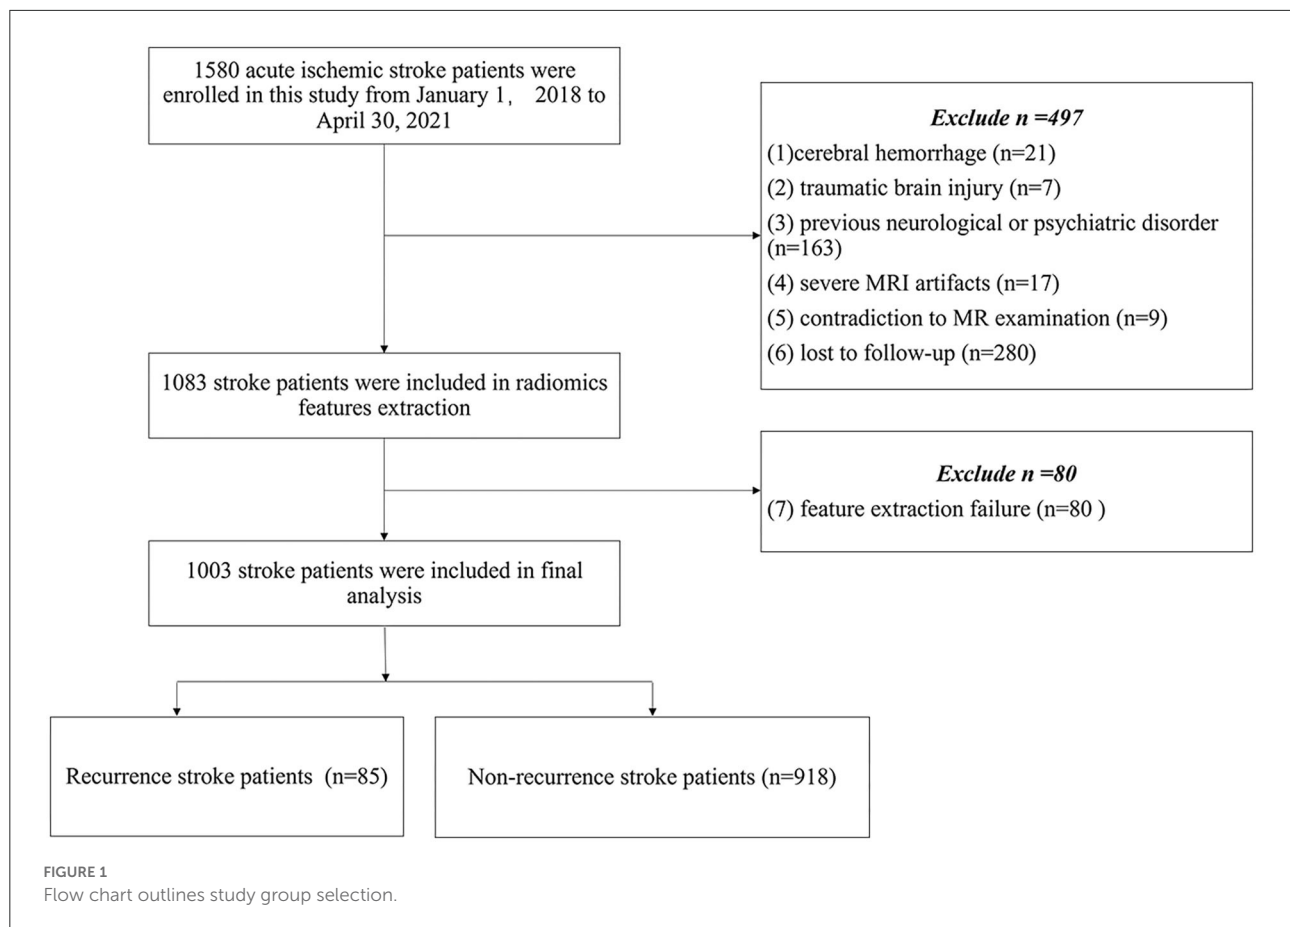 1580 acute ischemic stroke patients were
enrolled in this study from January 1， 2018 to
April 30, 2021
Exclude n =497
(1)cerebral hemorrhage (n=21)
(2) traumatic brain injury (n=7)
(3) previous neurological or psychiatric disorder
(n=163)
(4) severe MRI artifacts (n=17)
(5) contradiction to MR examination (n=9)
(6) lost to follow-up (n=280)
1083 stroke patients were included in radiomics
features extraction
Exclude n =80
(7) feature extraction failure (n=80 )
1003 stroke patients were included in final
analysis
Recurrence stroke patients (n=85)
Non-recurrence stroke patients (n=918)
FIGURE 1
Flow chart outlines study group selection.